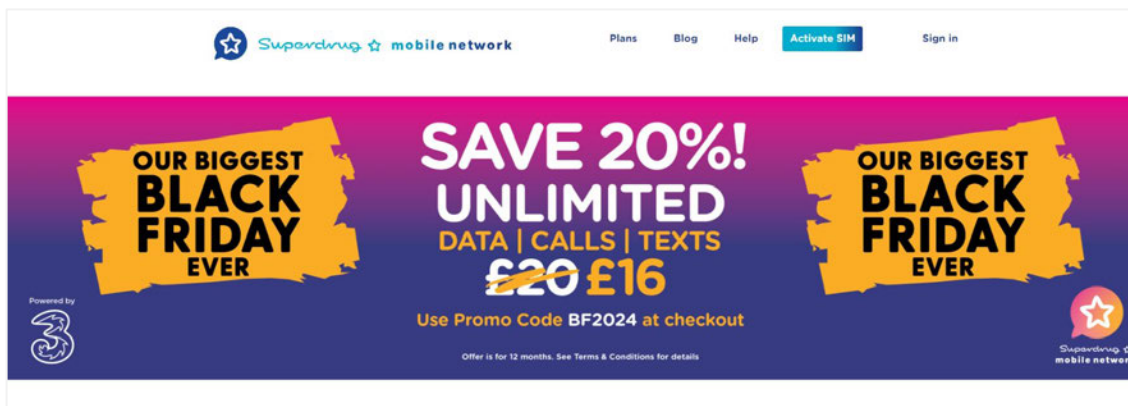 Superdrug mobile network
Plans
Blog
Help
Activate SIM
Sign in
OUR BIGGEST
BLACK
FRIDAY
EVER
SAVE 20%!
UNLIMITED
DATA | CALLS | TEXTS
£20 £16
Use Promo Code BF2024 at checkout
Offer is for 12 months. See Terms & Conditions for details
OUR BIGGEST
BLACK
FRIDAY
EVER
Powered by
3
Superdrug
mobile networ